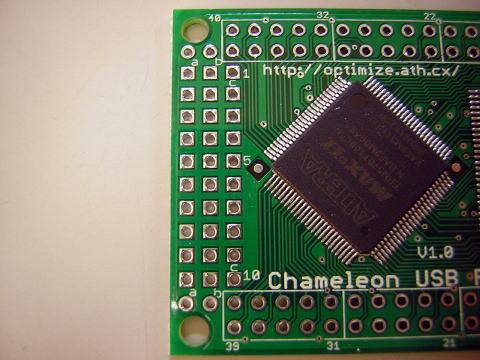 40 32 22
a b
c 1
http://optimize.ath.cx/
5
ALTERA
MAX II
V1.0
c 10
Chameleon USB F
a b
39 31 21